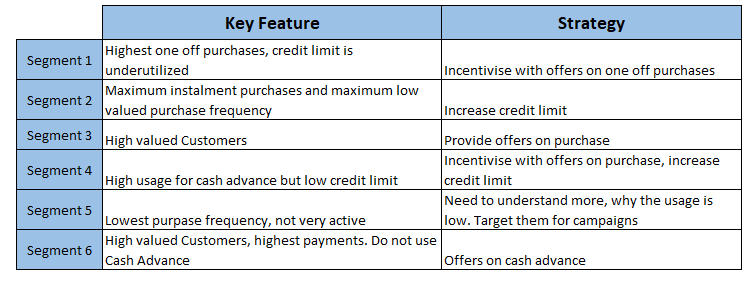 Key Feature Strategy
Segment 1 Highest one off purchases, credit limit is
underutilized Incentivise with offers on one off purchases
Segment 2 Maximum instalment purchases and maximum low
valued purchase frequency Increase credit limit
Segment 3 High valued Customers Provide offers on purchase
Segment 4 High usage for cash advance but low credit limit Incentivise with offers on purchase, increase
credit limit
Segment 5 Lowest purpase frequency, not very active Need to understand more, why the usage is
low. Target them for campaigns
Segment 6 High valued Customers, highest payments. Do not use
Cash Advance Offers on cash advance